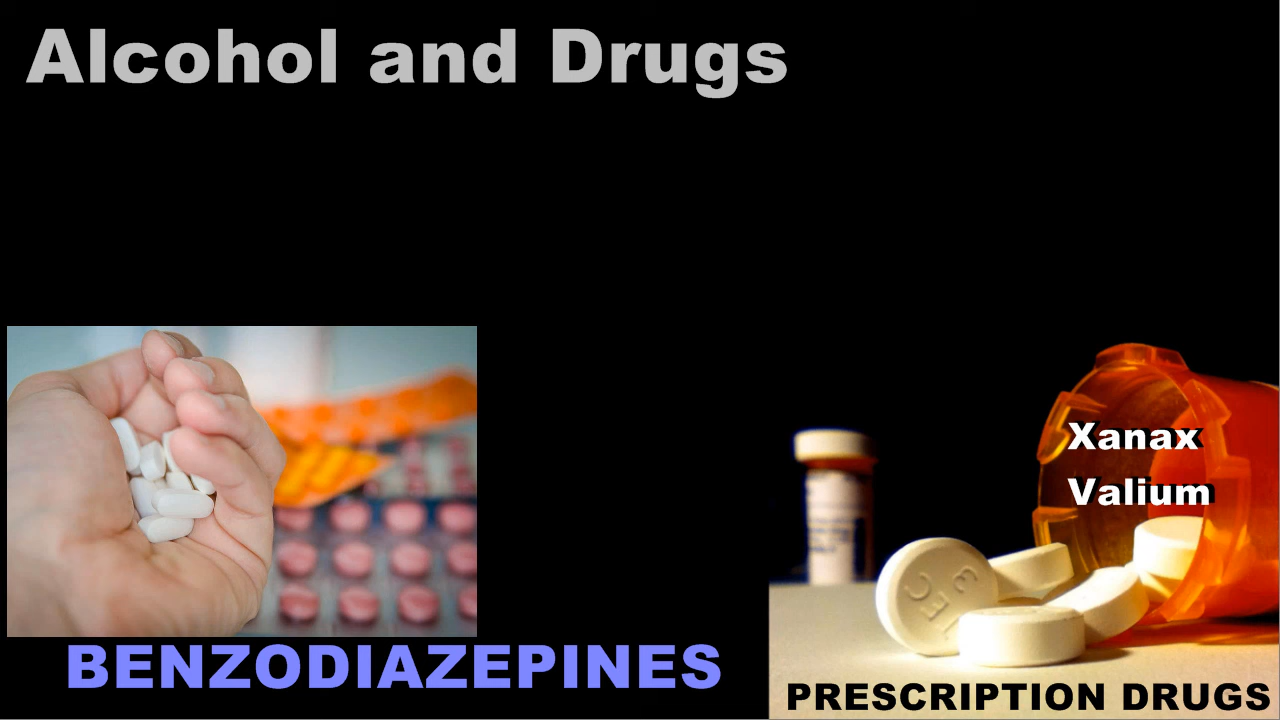 Alcohol and Drugs
Xanax
Valium
BENZODIAZEPINES
PRESCRIPTION DRUGS